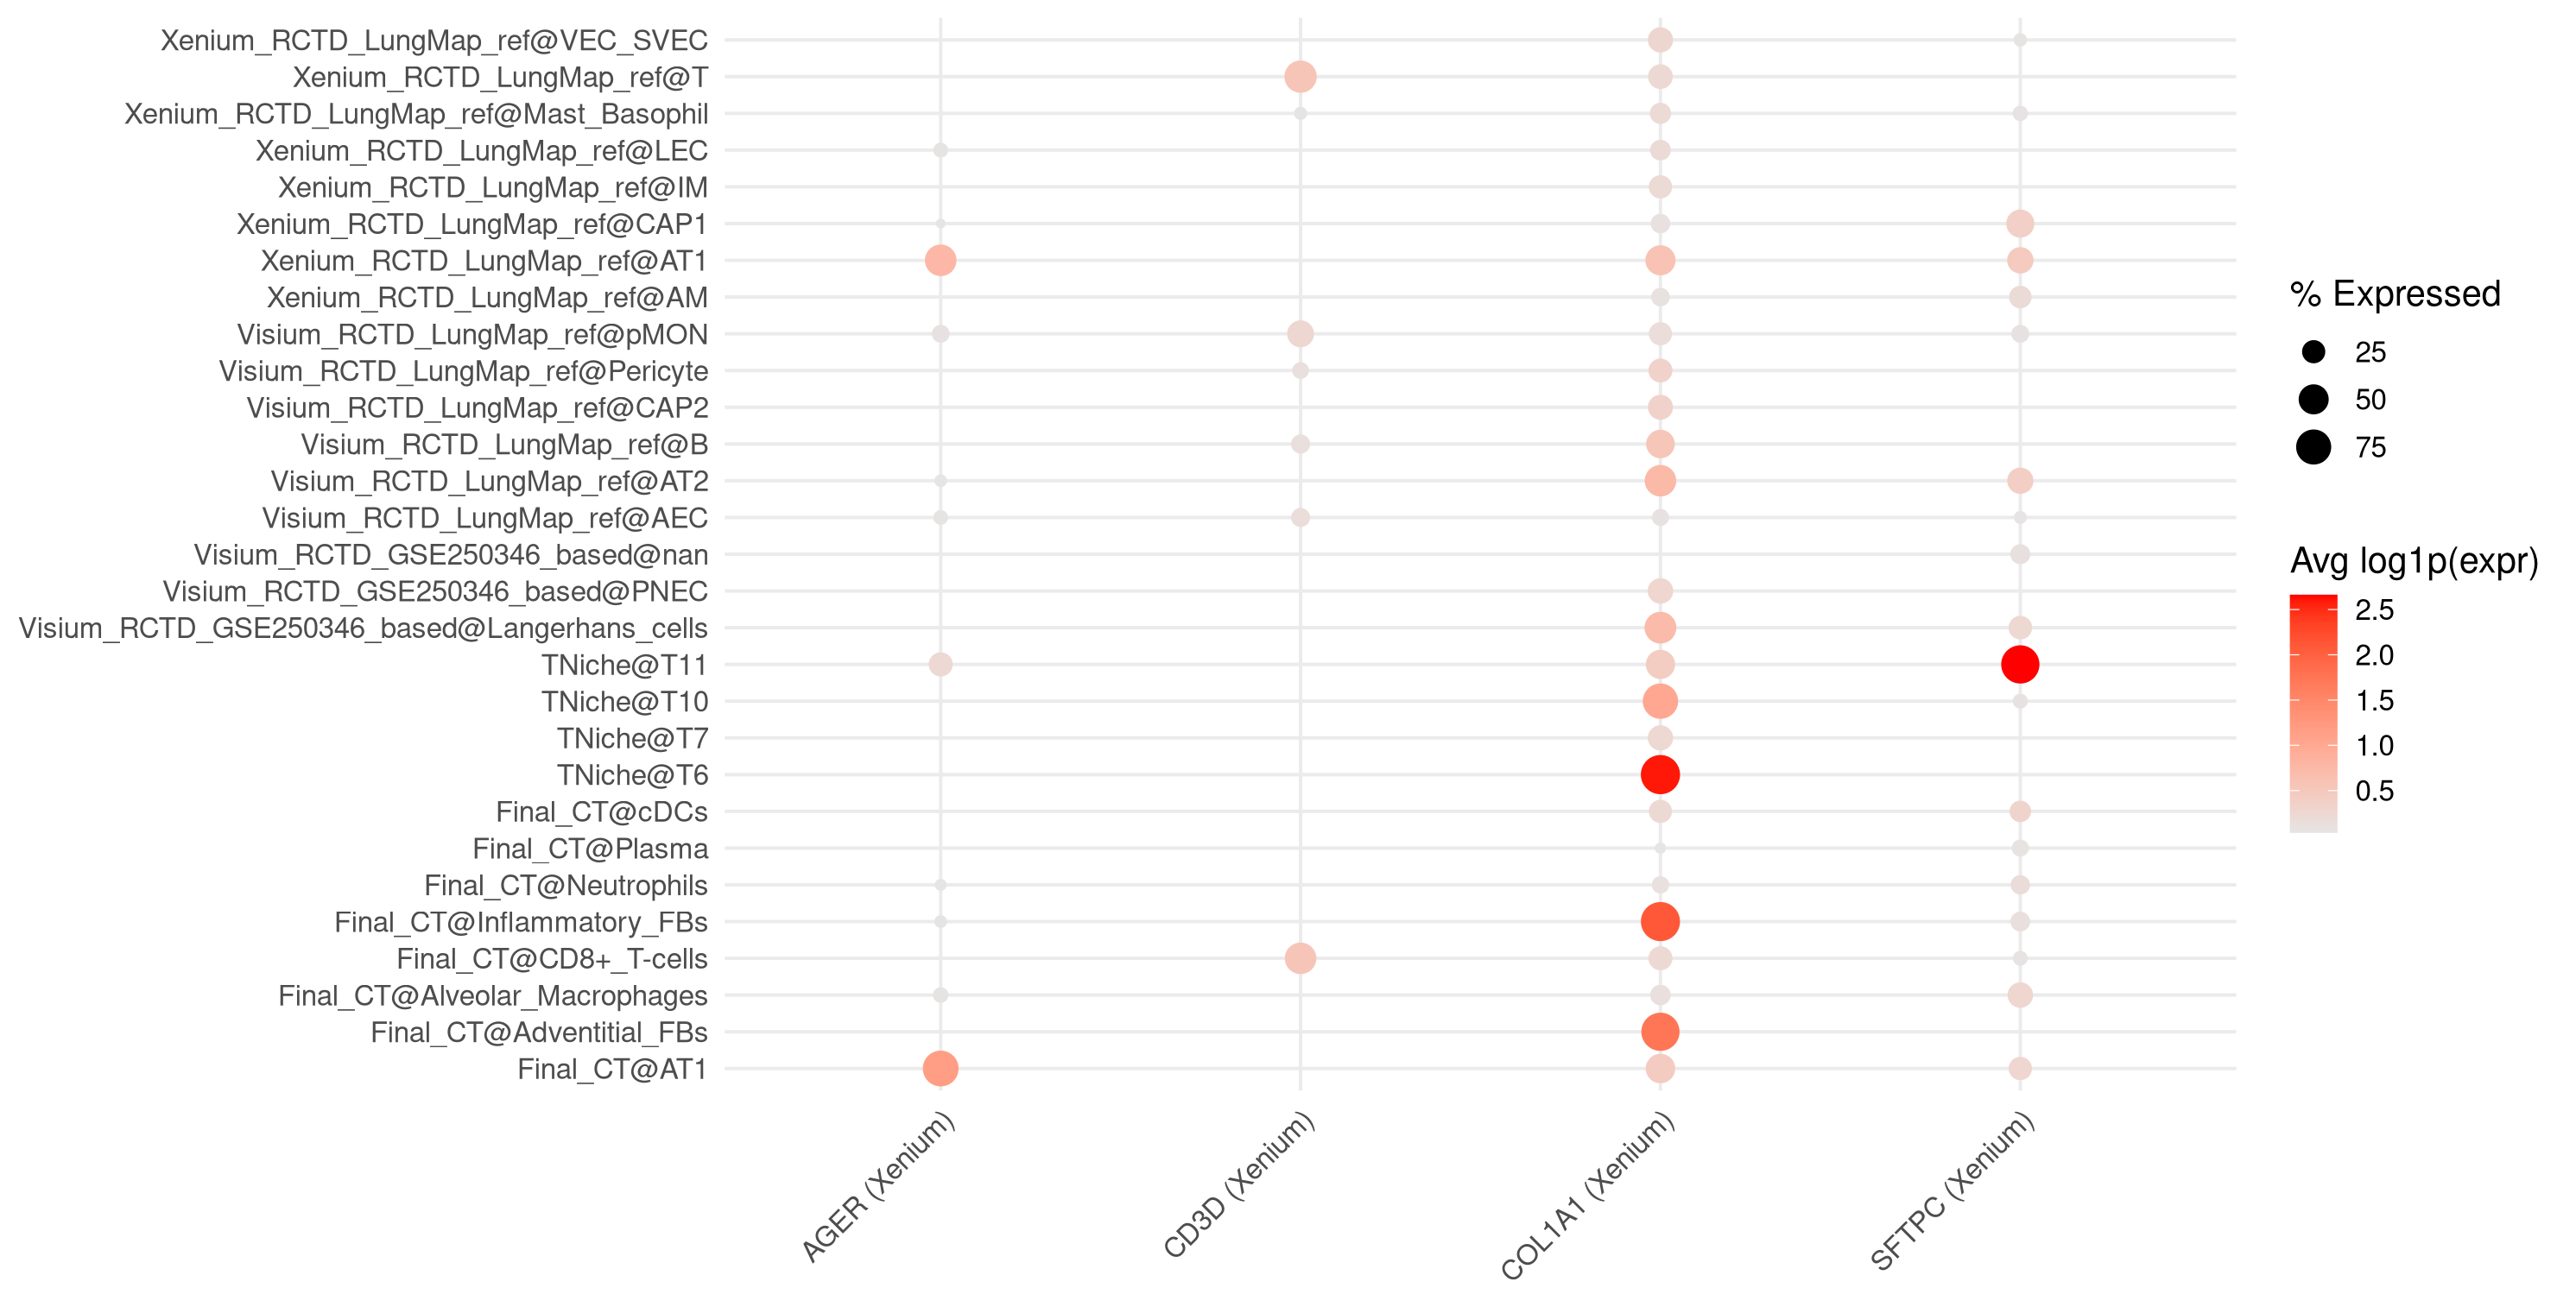 Xenium_RCTD_LungMap_ref@VEC_SVEC
Xenium_RCTD_LungMap_ref@T
Xenium_RCTD_LungMap_ref@Mast_Basophil
Xenium_RCTD_LungMap_ref@LEC
Xenium_RCTD_LungMap_ref@IM
Xenium_RCTD_LungMap_ref@CAP1
Xenium_RCTD_LungMap_ref@AT1
Xenium_RCTD_LungMap_ref@AM
Visium_RCTD_LungMap_ref@pMON
Visium_RCTD_LungMap_ref@Pericyte
Visium_RCTD_LungMap_ref@CAP2
Visium_RCTD_LungMap_ref@B
Visium_RCTD_LungMap_ref@AT2
Visium_RCTD_LungMap_ref@AEC
Visium_RCTD_GSE250346_based@nan
Visium_RCTD_GSE250346_based@PNEC
Visium_RCTD_GSE250346_based@Langerhans_cells
TNiche@T11
TNiche@T10
TNiche@T7
TNiche@T6
Final_CT@cDCs
Final_CT@Plasma
Final_CT@Neutrophils
Final_CT@Inflammatory_FBs
Final_CT@CD8+_T-cells
Final_CT@Alveolar_Macrophages
Final_CT@Adventitial_FBs
Final_CT@AT1
AGER (Xenium)
CD3D (Xenium)
COL1A1 (Xenium)
SFTPC (Xenium)
% Expressed
25
50
75
Avg log1p(expr)
2.5
2.0
1.5
1.0
0.5